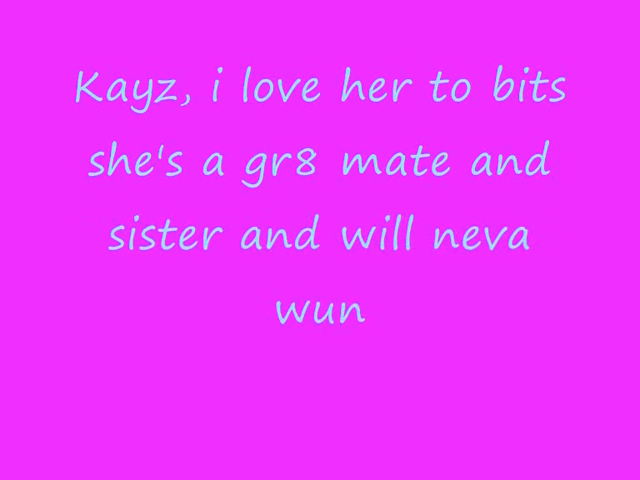 Kayz, i love her to bits
she's a gr8 mate and
sister and will neva
wun